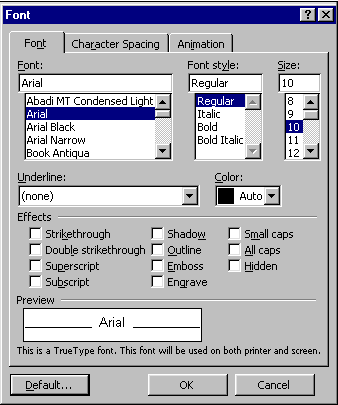 Font
Font Character Spacing Animation
Font: Font style: Size:
Arial Regular 10
Abadi MT Condensed Light Regular 8
Arial Italic 9
Arial Black Bold 10
Arial Narrow Bold Italic 11
Book Antiqua 12
Underline: Color:
(none) Auto
Effects
Strikethrough Shadow Small caps
Double strikethrough Outline All caps
Superscript Emboss Hidden
Subscript Engrave
Preview
Arial
This is a TrueType font. This font will be used on both printer and screen.
Default... OK Cancel